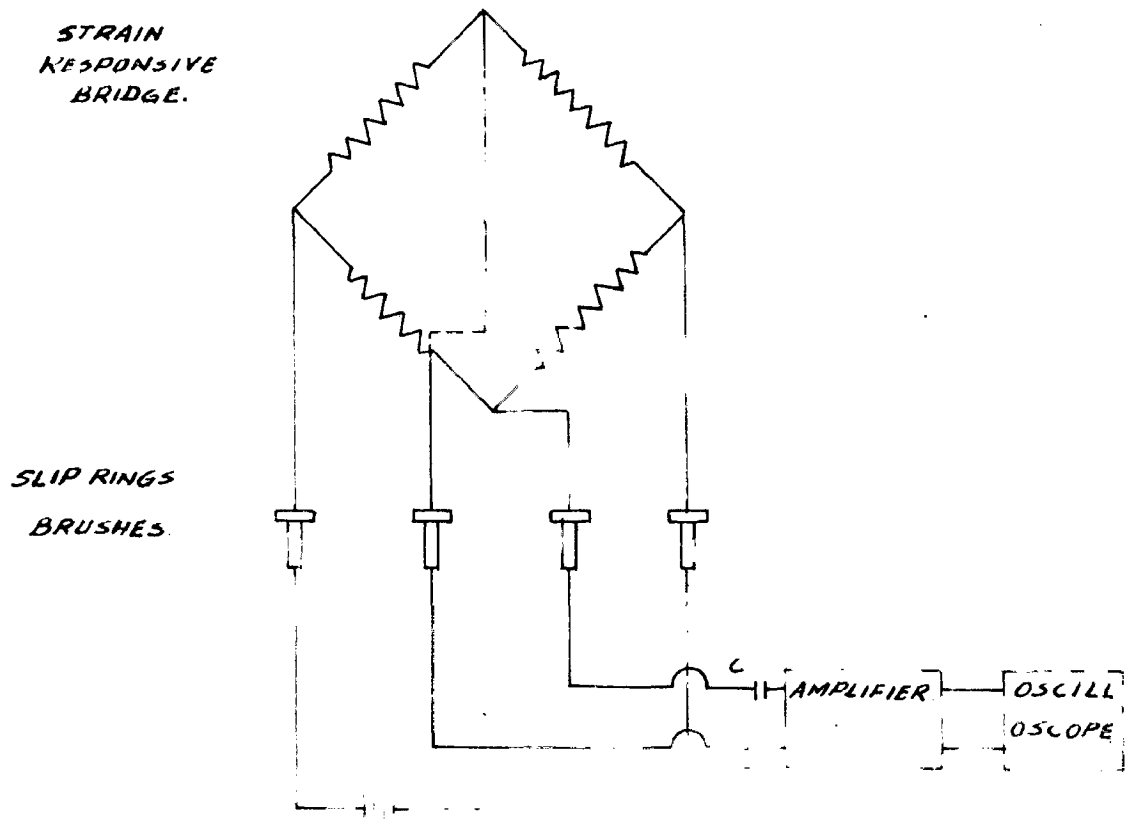 STRAIN
RESPONSIVE
BRIDGE.
SLIP RINGS
BRUSHES.
C
AMPLIFIER
OSCILL
OSCOPE